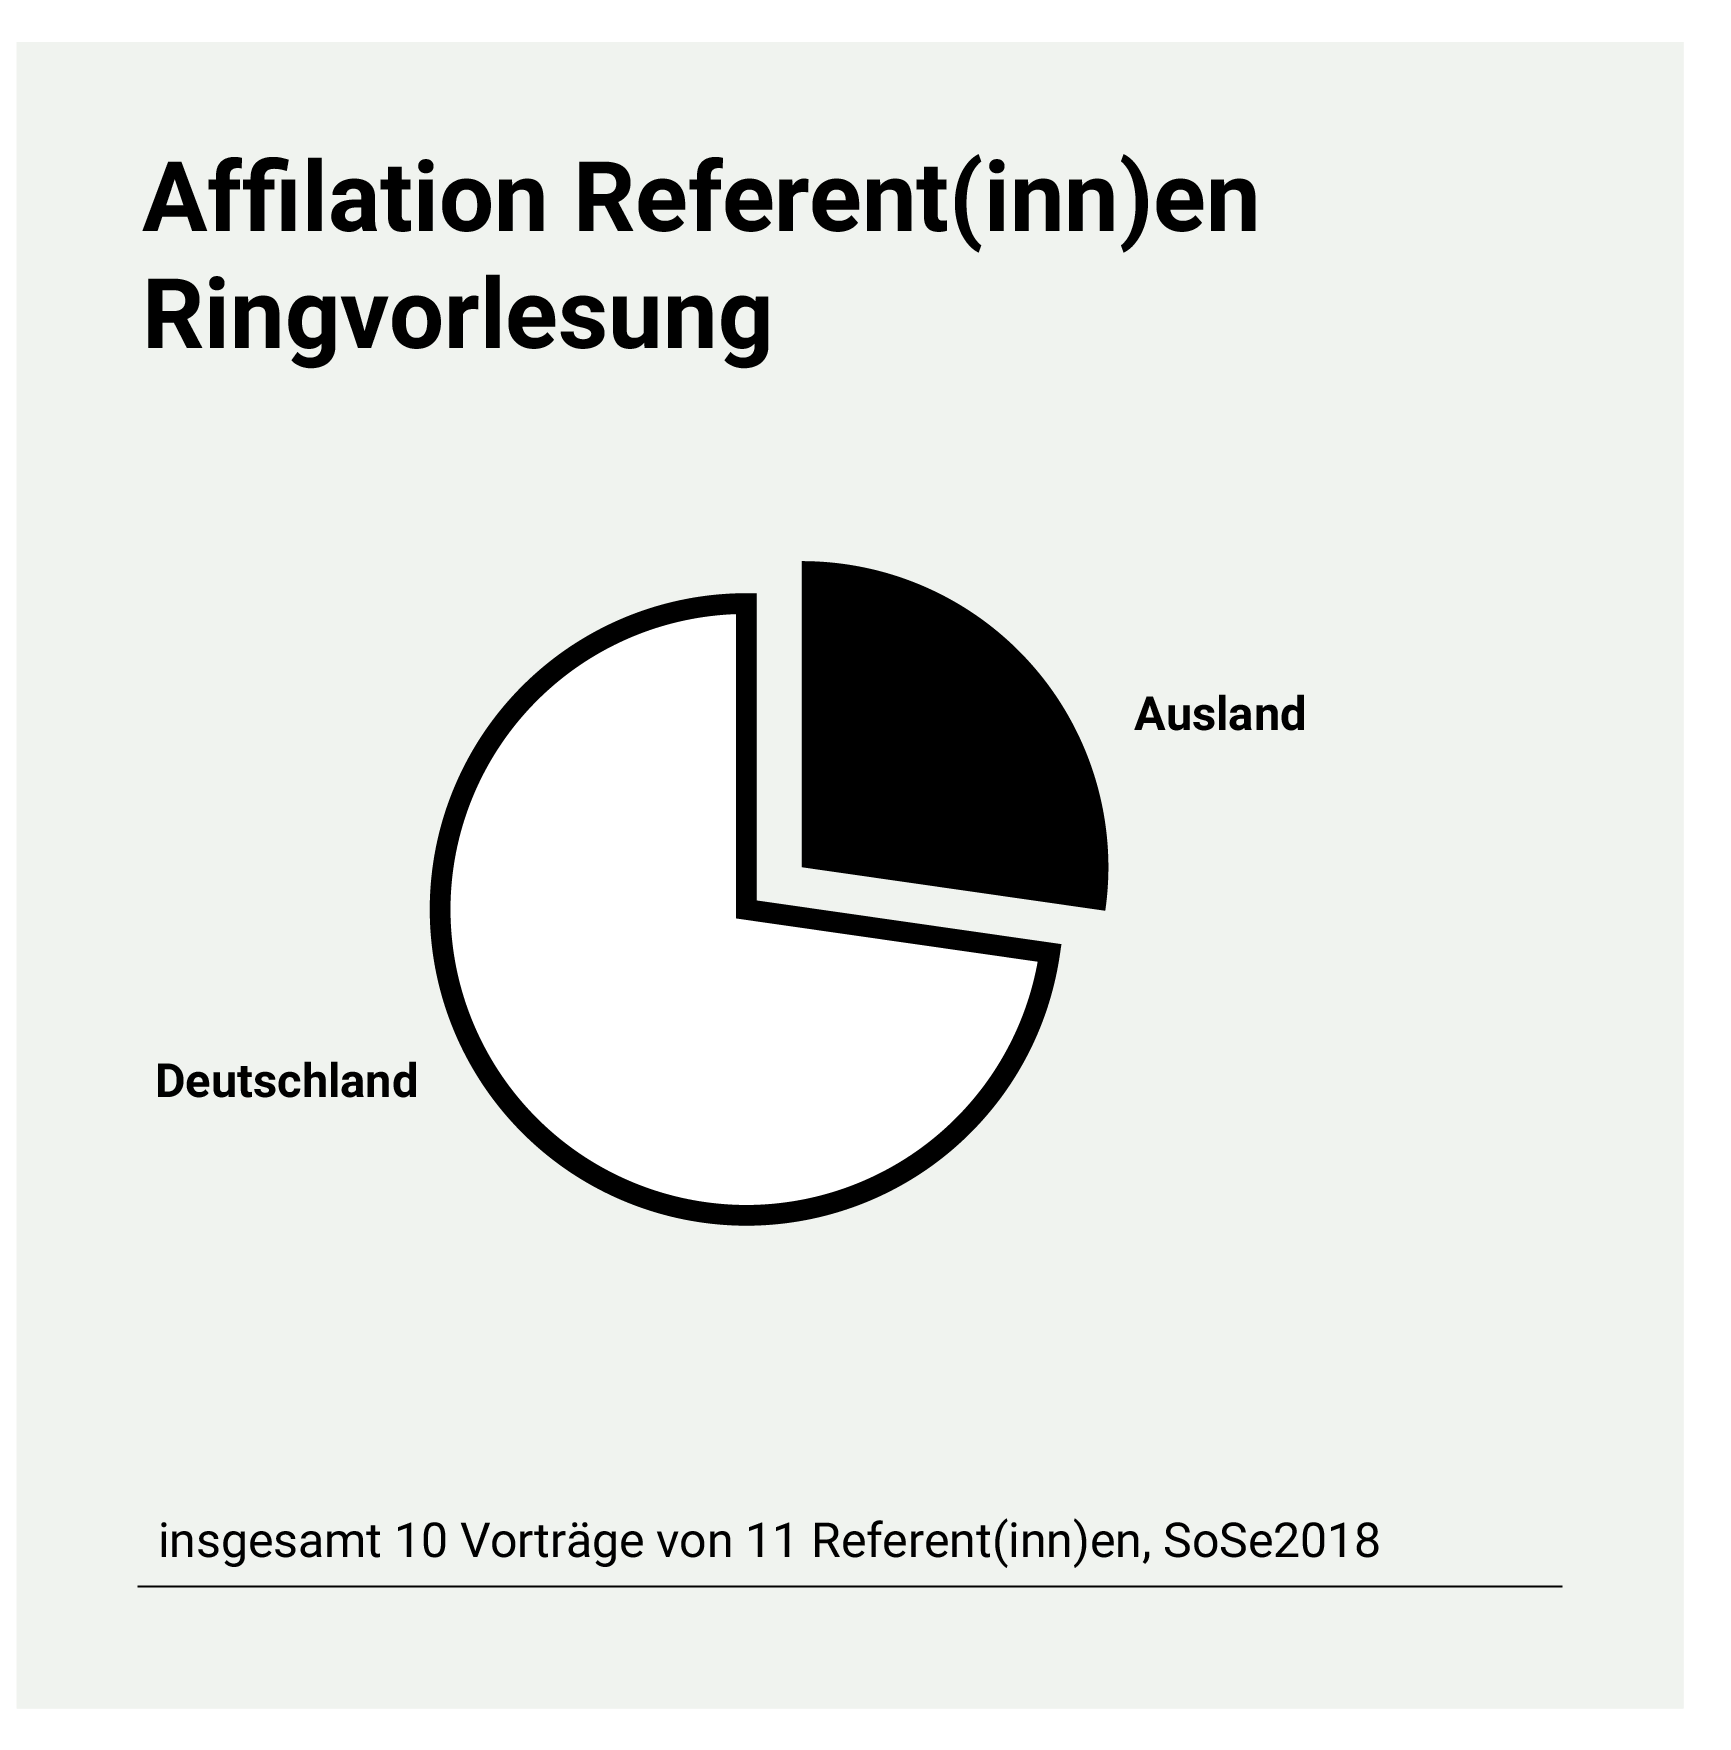 Affilation Referent(inn)en
Ringvorlesung
Ausland
Deutschland
insgesamt 10 Vorträge von 11 Referent(inn)en, SoSe2018